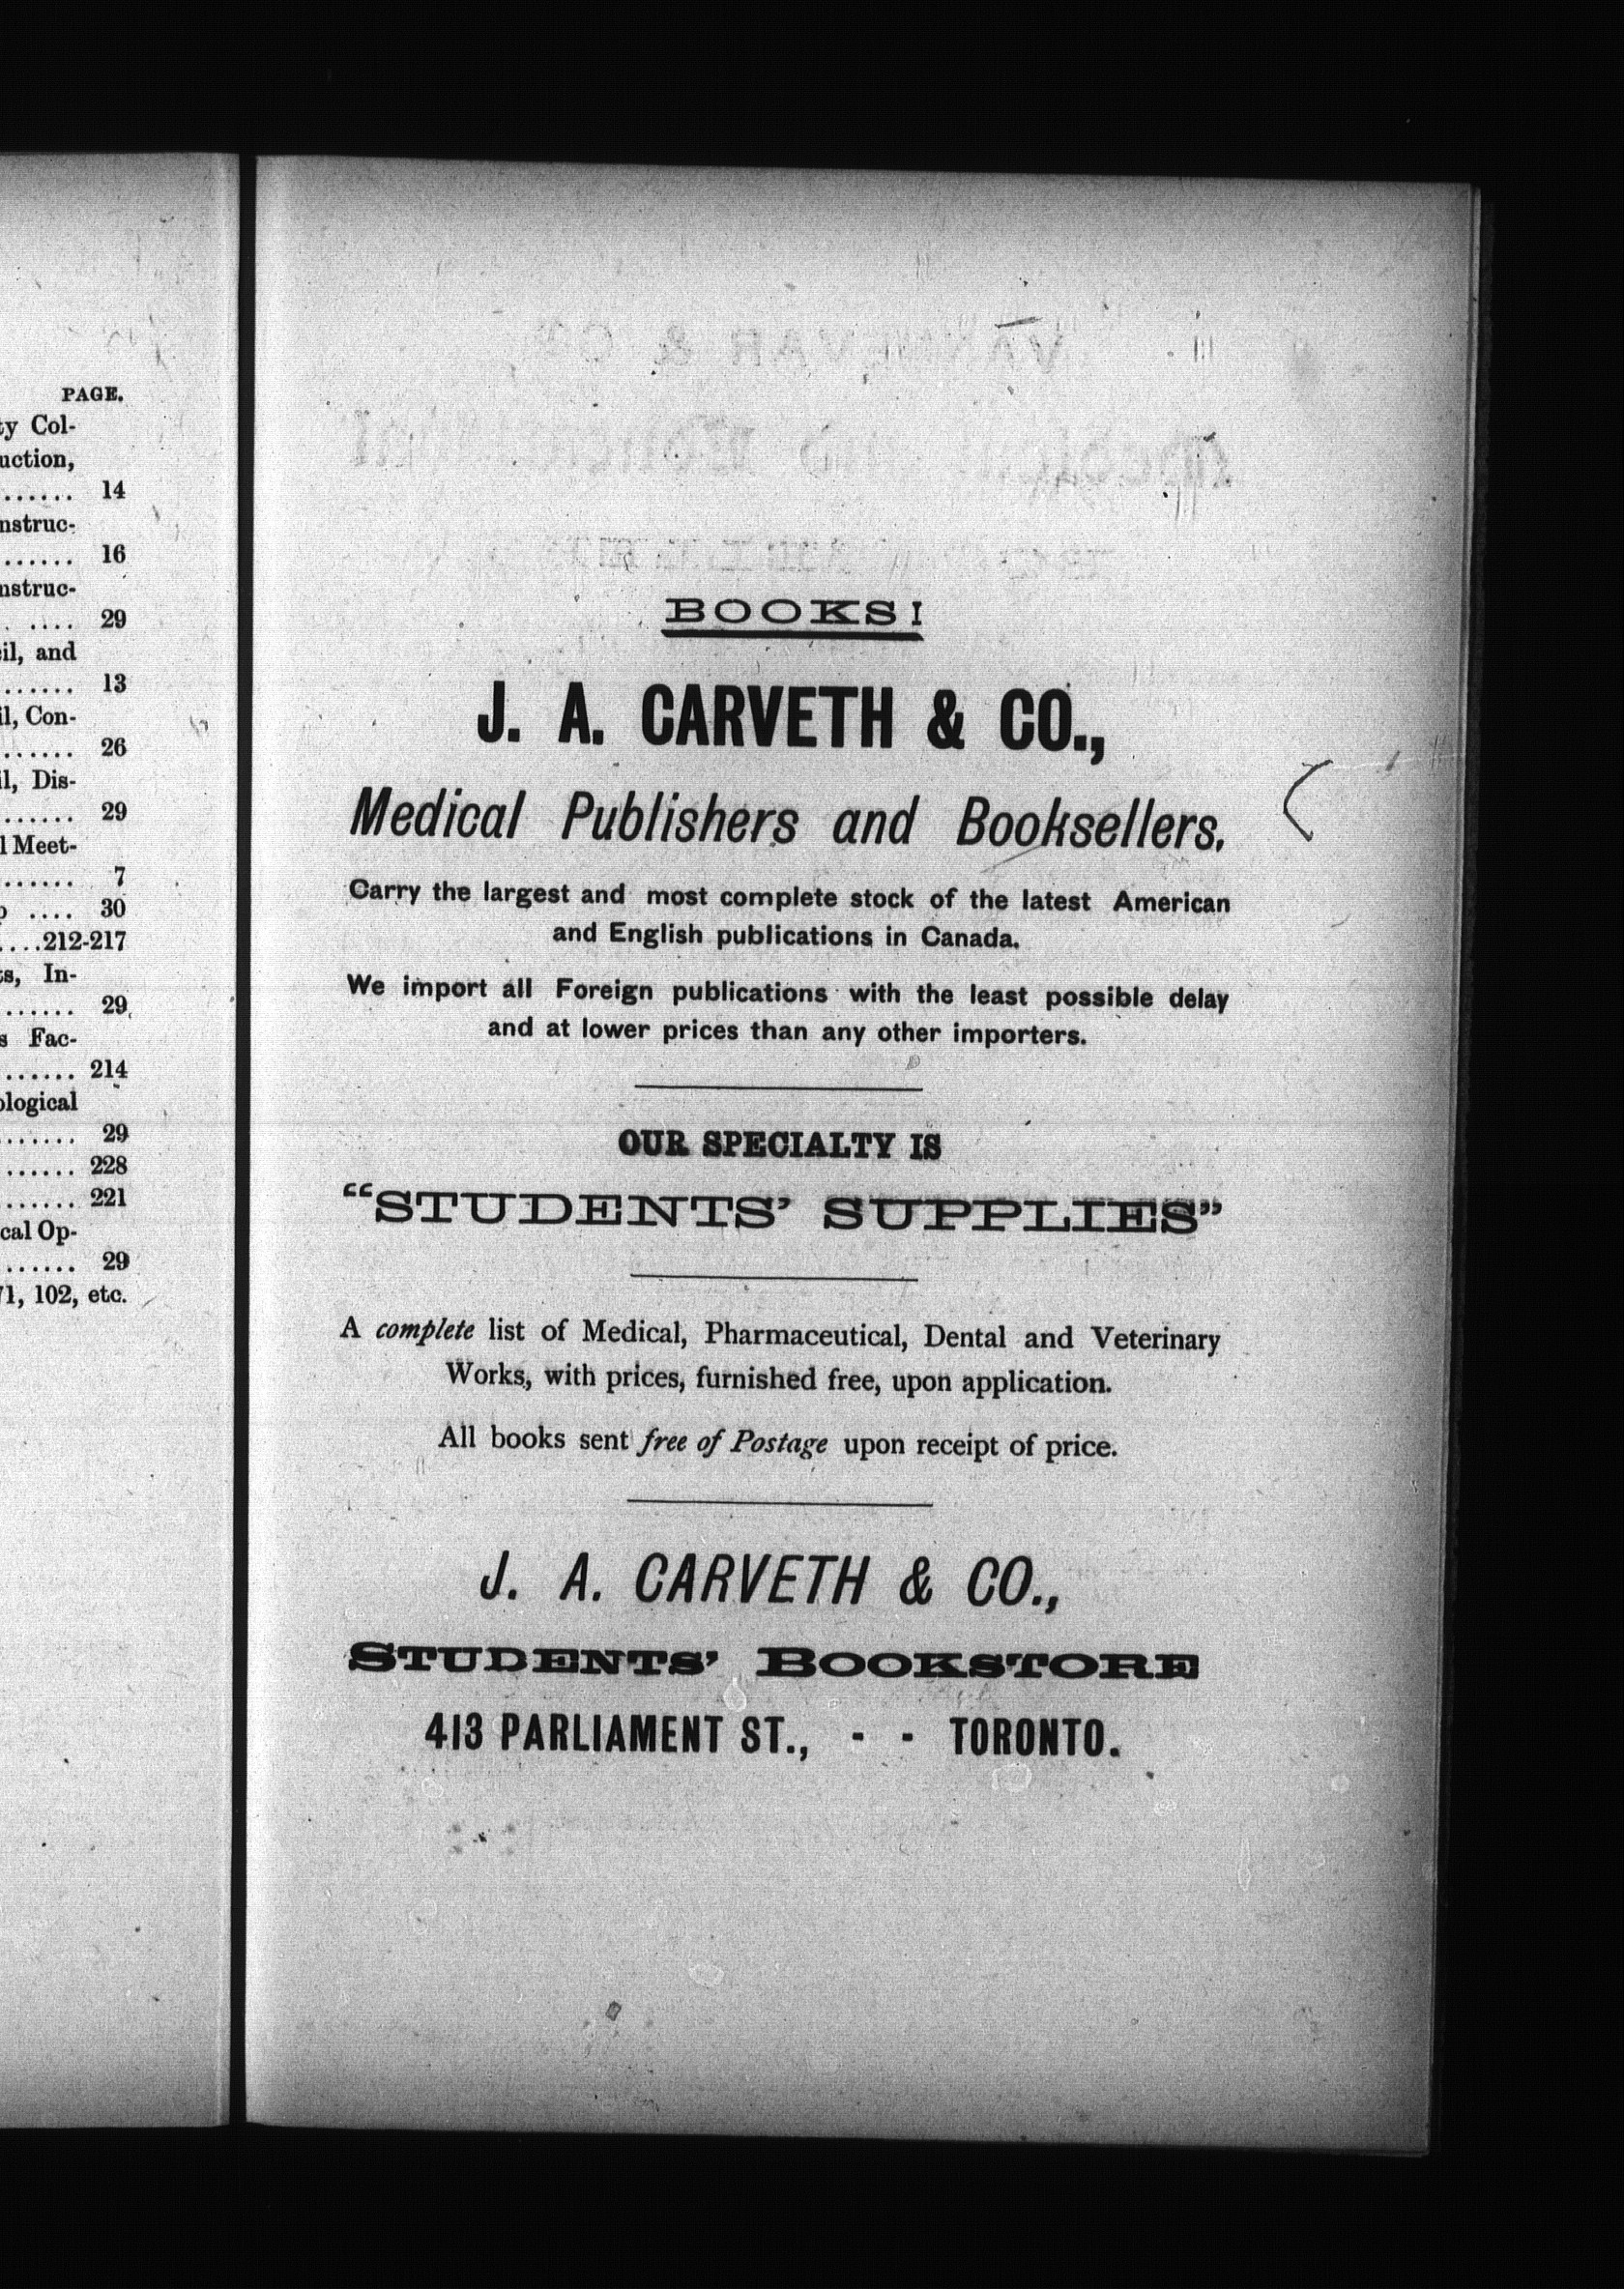 PAGE.
ty Col-
uction,
...... 14
nstruc-
...... 16
nstruc-
. .... 29
il, and
...... 13
il, Con-
...... 26
il, Dis-
...... 29
l Meet-
...... 7
.... 30
....212-217
ts, In-
...... 29
s Fac-
...... 214
ological
....... 29
...... 228
....... 221
cal Op-
...... 29
71, 102, etc.
BOOKS!
J. A. CARVETH & CO.,
Medical Publishers and Booksellers,
Carry the largest and most complete stock of the latest American
and English publications in Canada.
We import all Foreign publications with the least possible delay
and at lower prices than any other importers.
OUR SPECIALTY IS
“STUDENTS’ SUPPLIES”
A complete list of Medical, Pharmaceutical, Dental and Veterinary
Works, with prices, furnished free, upon application.
All books sent free of Postage upon receipt of price.
J. A. CARVETH & CO.,
STUDENTS’ BOOKSTORE
413 PARLIAMENT ST., - - TORONTO.